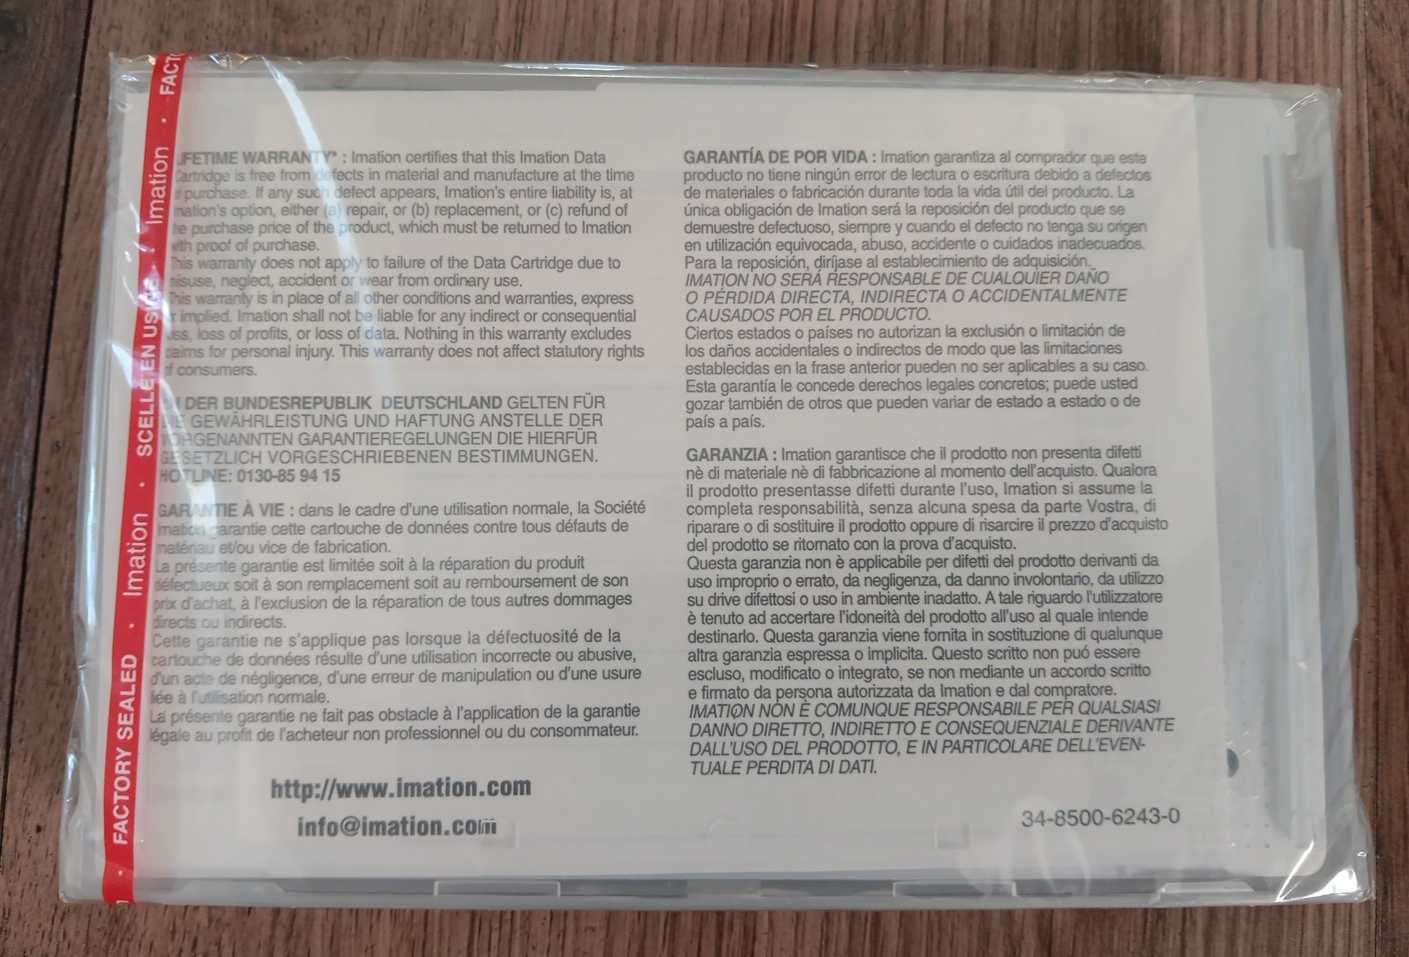 FACTORY SEALED · Imation · SCELLE EN USINE · Imation · FACT
LIFETIME WARRANTY* : Imation certifies that this Imation Data
Cartridge is free from defects in material and manufacture at the time
of purchase. If any such defect appears, Imation's entire liability is, at
Imation's option, either (a) repair, or (b) replacement, or (c) refund of
the purchase price of the product, which must be returned to Imation
with proof of purchase.
This warranty does not apply to failure of the Data Cartridge due to
misuse, neglect, accident or wear from ordinary use.
This warranty is in place of all other conditions and warranties, express
or implied. Imation shall not be liable for any indirect or consequential
loss, loss of profits, or loss of data. Nothing in this warranty excludes
claims for personal injury. This warranty does not affect statutory rights
of consumers.
IN DER BUNDESREPUBLIK DEUTSCHLAND GELTEN FÜR
DIE GEWÄHRLEISTUNG UND HAFTUNG ANSTELLE DER
VORGENANNTEN GARANTIEREGELUNGEN DIE HIERFÜR
GESETZLICH VORGESCHRIEBENEN BESTIMMUNGEN.
HOTLINE: 0130-85 94 15
GARANTIE À VIE : dans le cadre d'une utilisation normale, la Société
Imation garantie cette cartouche de données contre tous défauts de
matériau et/ou vice de fabrication.
La présente garantie est limitée soit à la réparation du produit
défectueux soit à son remplacement soit au remboursement de son
prix d'achat, à l'exclusion de la réparation de tous autres dommages
directs ou indirects.
Cette garantie ne s'applique pas lorsque la défectuosité de la
cartouche de données résulte d'une utilisation incorrecte ou abusive,
d'un acte de négligence, d'une erreur de manipulation ou d'une usure
liée à l'utilisation normale.
La présente garantie ne fait pas obstacle à l'application de la garantie
légale au profit de l'acheteur non professionnel ou du consommateur.
http://www.imation.com
info@imation.com
GARANTÍA DE POR VIDA : Imation garantiza al comprador que este
producto no tiene ningún error de lectura o escritura debido a defectos
de materiales o fabricación durante toda la vida útil del producto. La
única obligación de Imation será la reposición del producto que se
demuestre defectuoso, siempre y cuando el defecto no tenga su origen
en utilización equivocada, abuso, accidente o cuidados inadecuados.
Para la reposición, diríjase al establecimiento de adquisición.
IMATION NO SERÁ RESPONSABLE DE CUALQUIER DAÑO
O PÉRDIDA DIRECTA, INDIRECTA O ACCIDENTALMENTE
CAUSADOS POR EL PRODUCTO.
Ciertos estados o países no autorizan la exclusión o limitación de
los daños accidentales o indirectos de modo que las limitaciones
establecidas en la frase anterior pueden no ser aplicables a su caso.
Esta garantía le concede derechos legales concretos; puede usted
gozar también de otros que pueden variar de estado a estado o de
país a país.
GARANZIA : Imation garantisce che il prodotto non presenta difetti
nè di materiale nè di fabbricazione al momento dell'acquisto. Qualora
il prodotto presentasse difetti durante l'uso, Imation si assume la
completa responsabilità, senza alcuna spesa da parte Vostra, di
riparare o di sostituire il prodotto oppure di risarcire il prezzo d'acquisto
del prodotto se ritornato con la prova d'acquisto.
Questa garanzia non è applicabile per difetti del prodotto derivanti da
uso improprio o errato, da negligenza, da danno involontario, da utilizzo
su drive difettosi o uso in ambiente inadatto. A tale riguardo l'utilizzatore
è tenuto ad accertare l'idoneità del prodotto all'uso al quale intende
destinarlo. Questa garanzia viene fornita in sostituzione di qualunque
altra garanzia espressa o implicita. Questo scritto non puó essere
escluso, modificato o integrato, se non mediante un accordo scritto
e firmato da persona autorizzata da Imation e dal compratore.
IMATION NON È COMUNQUE RESPONSABILE PER QUALSIASI
DANNO DIRETTO, INDIRETTO E CONSEQUENZIALE DERIVANTE
DALL'USO DEL PRODOTTO, E IN PARTICOLARE DELL'EVEN-
TUALE PERDITA DI DATI.
34-8500-6243-0